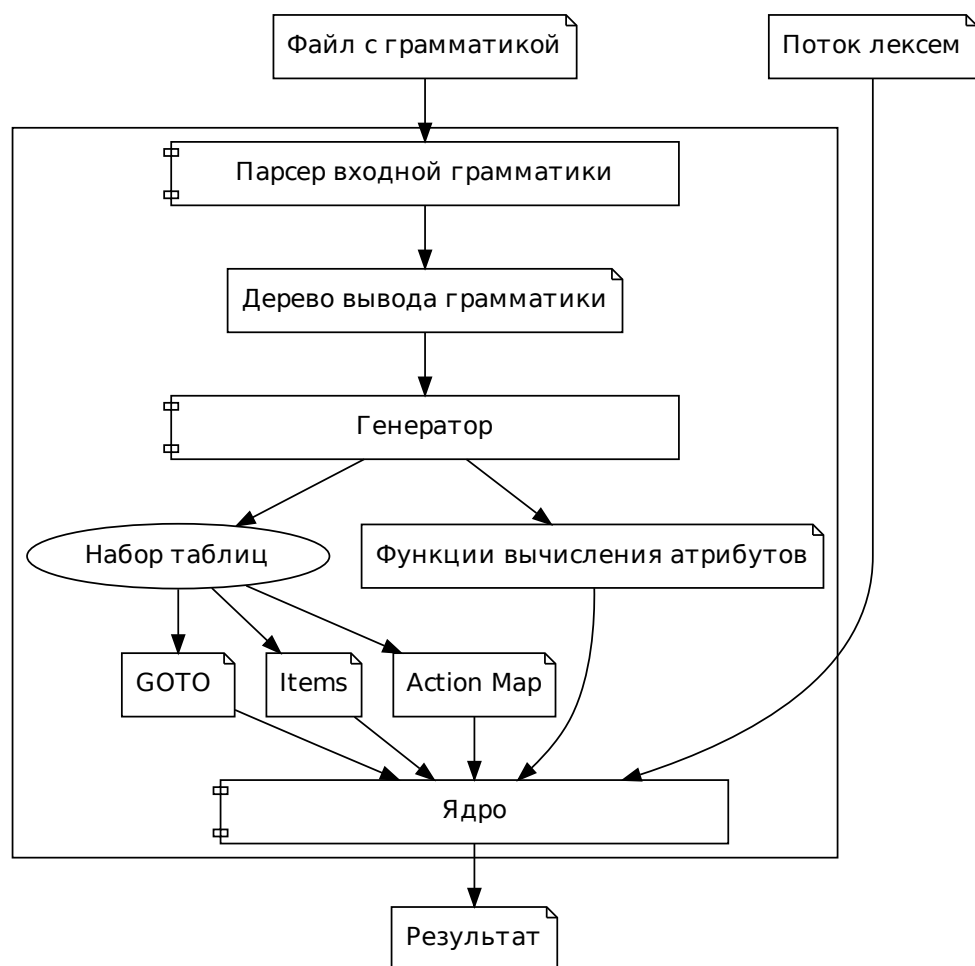 Файл с грамматикой
Поток лексем
Парсер входной грамматики
Дерево вывода грамматики
Генератор
Набор таблиц
Функции вычисления атрибутов
GOTO
Items
Action Map
Ядро
Результат